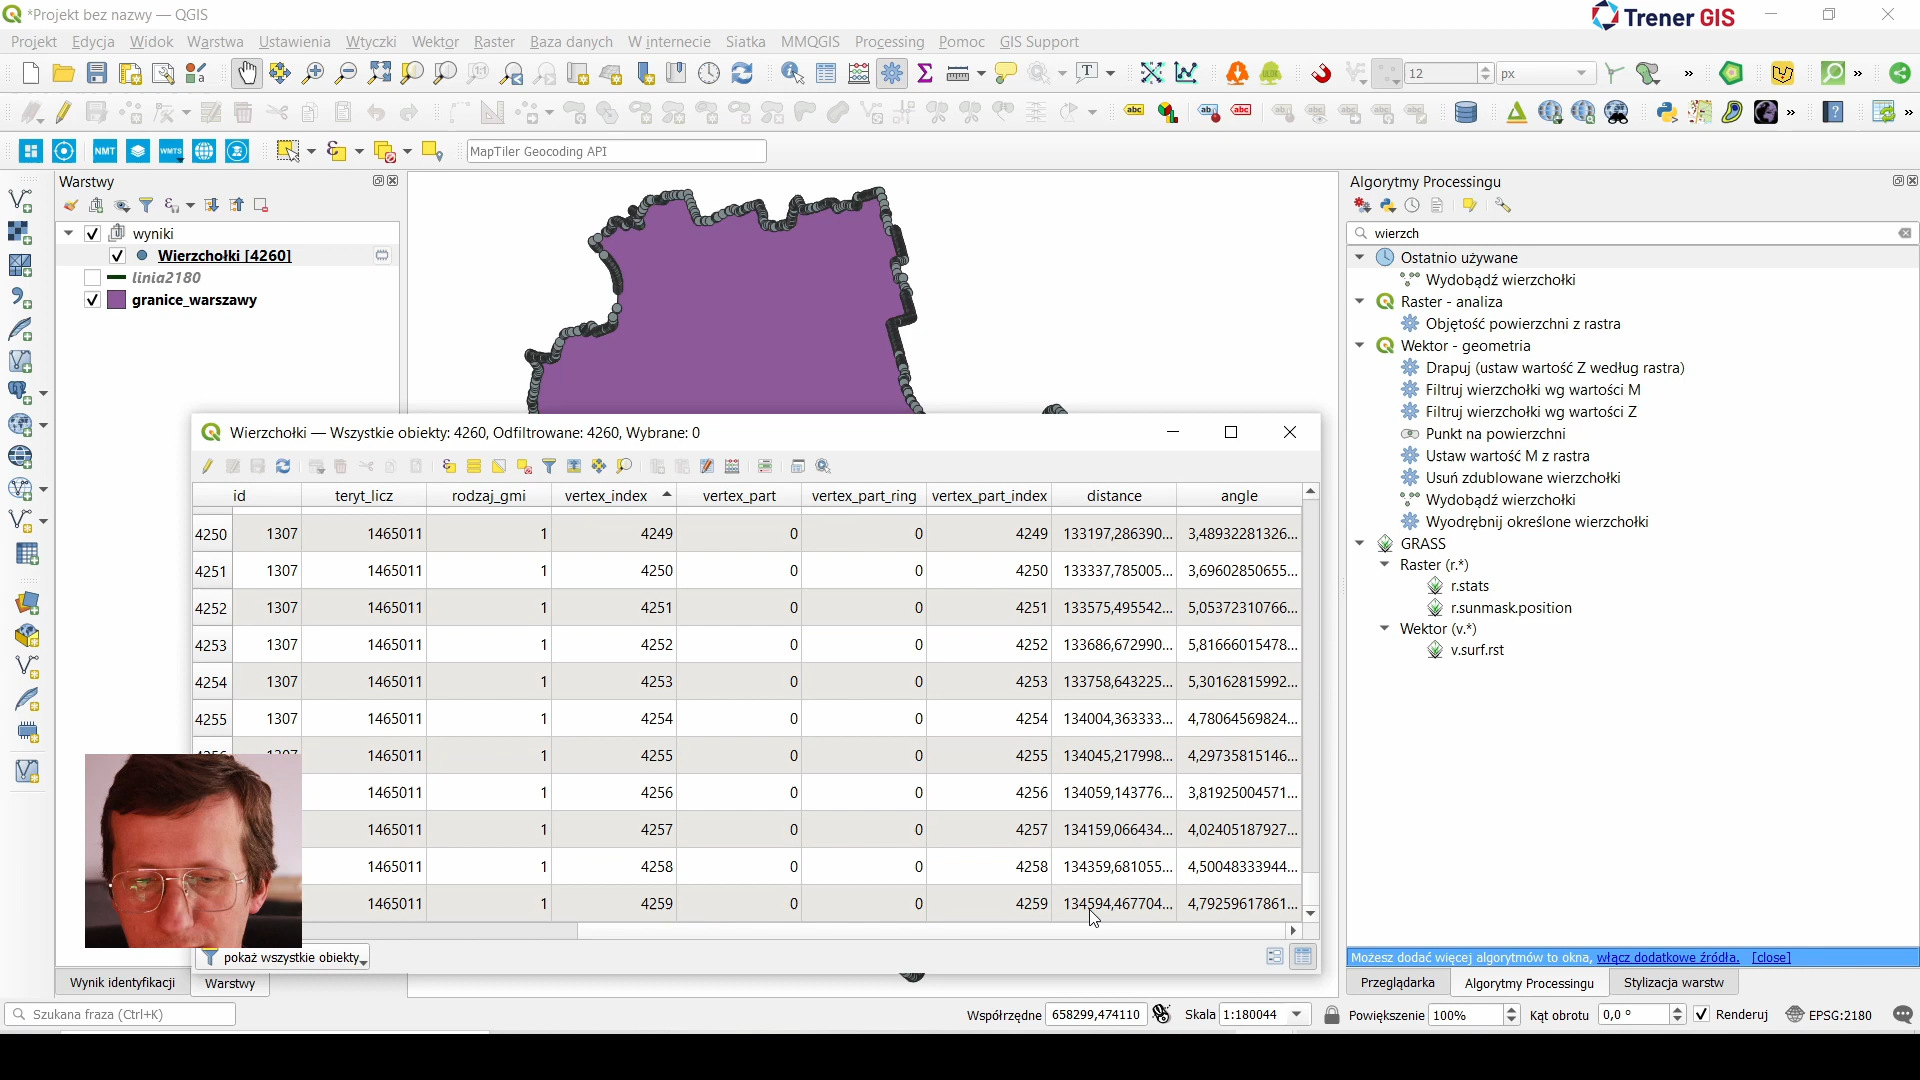 *Projekt bez nazwy — QGIS
Trener GIS
Projekt Edycja Widok Warstwa Ustawienia Wtyczki Wektor Raster Baza danych W internecie Siatka MMQGIS Processing Pomoc GIS Support
12 px
abc abc abc
NMT WMTS MapTiler Geocoding API
Warstwy
wyniki
Wierzchołki [4260]
linia2180
granice_warszawy
Wierzchołki — Wszystkie obiekty: 4260, Odfiltrowane: 4260, Wybrane: 0
id teryt_licz rodzaj_gmi vertex_index vertex_part vertex_part_ring vertex_part_index distance angle
4250 1307 1465011 1 4249 0 0 4249 133197,286390... 3,48932281326...
4251 1307 1465011 1 4250 0 0 4250 133337,785005... 3,69602850655...
4252 1307 1465011 1 4251 0 0 4251 133575,495542... 5,05372310766...
4253 1307 1465011 1 4252 0 0 4252 133686,672990... 5,81666015478...
4254 1307 1465011 1 4253 0 0 4253 133758,643225... 5,30162815992...
4255 1307 1465011 1 4254 0 0 4254 134004,363333... 4,78064569824...
4256 1307 1465011 1 4255 0 0 4255 134045,217998... 4,29735815146...
1465011 1 4256 0 0 4256 134059,143776... 3,81925004571...
1465011 1 4257 0 0 4257 134159,066434... 4,02405187927...
1465011 1 4258 0 0 4258 134359,681055... 4,50048333944...
1465011 1 4259 0 0 4259 134594,467704... 4,79259617861...
pokaż wszystkie obiekty
Wynik identyfikacji Warstwy
Algorytmy Processingu
wierzch
Ostatnio używane
Wydobądź wierzchołki
Raster - analiza
Objętość powierzchni z rastra
Wektor - geometria
Drapuj (ustaw wartość Z według rastra)
Filtruj wierzchołki wg wartości M
Filtruj wierzchołki wg wartości Z
Punkt na powierzchni
Ustaw wartość M z rastra
Usuń zdublowane wierzchołki
Wydobądź wierzchołki
Wyodrębnij określone wierzchołki
GRASS
Raster (r.*)
r.stats
r.sunmask.position
Wektor (v.*)
v.surf.rst
Możesz dodać więcej algorytmów to okna, włącz dodatkowe źródła. [close]
Przeglądarka Algorytmy Processingu Stylizacja warstw
Szukana fraza (Ctrl+K) Współrzędne 658299,474110 Skala 1:180044 Powiększenie 100% Kąt obrotu 0,0 ° Renderuj EPSG:2180